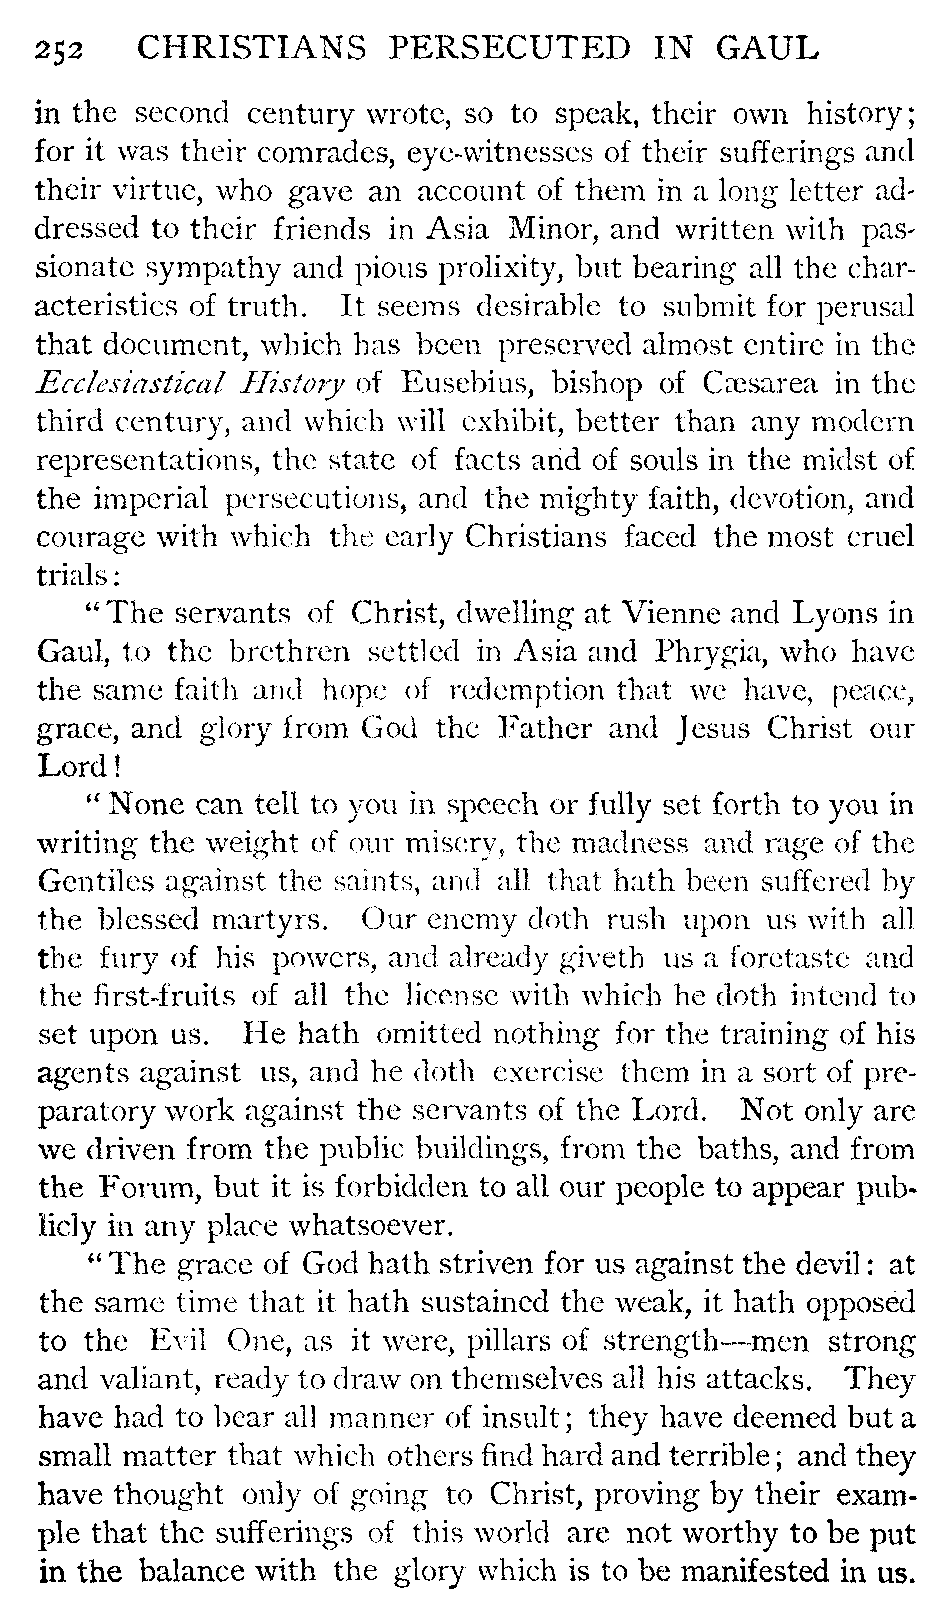 252 CHRISTIANS PERSECUTED IN GAUL
in the second century wrote, so to speak, their own history;
for it was their comrades, eye-witnesses of their sufferings and
their virtue, who gave an account of them in a long letter ad-
dressed to their friends in Asia Minor, and written with pas-
sionate sympathy and pious prolixity, but bearing all the char-
acteristics of truth. It seems desirable to submit for perusal
that document, which has been preserved almost entire in the
Ecclesiastical History of Eusebius, bishop of Cæsarea in the
third century, and which will exhibit, better than any modern
representations, the state of facts and of souls in the midst of
the imperial persecutions, and the mighty faith, devotion, and
courage with which the early Christians faced the most cruel
trials:
“The servants of Christ, dwelling at Vienne and Lyons in
Gaul, to the brethren settled in Asia and Phrygia, who have
the same faith and hope of redemption that we have, peace,
grace, and glory from God the Father and Jesus Christ our
Lord!
“None can tell to you in speech or fully set forth to you in
writing the weight of our misery, the madness and rage of the
Gentiles against the saints, and all that hath been suffered by
the blessed martyrs. Our enemy doth rush upon us with all
the fury of his powers, and already giveth us a foretaste and
the first-fruits of all the license with which he doth intend to
set upon us. He hath omitted nothing for the training of his
agents against us, and he doth exercise them in a sort of pre-
paratory work against the servants of the Lord. Not only are
we driven from the public buildings, from the baths, and from
the Forum, but it is forbidden to all our people to appear pub-
licly in any place whatsoever.
“The grace of God hath striven for us against the devil: at
the same time that it hath sustained the weak, it hath opposed
to the Evil One, as it were, pillars of strength—men strong
and valiant, ready to draw on themselves all his attacks. They
have had to bear all manner of insult; they have deemed but a
small matter that which others find hard and terrible; and they
have thought only of going to Christ, proving by their exam-
ple that the sufferings of this world are not worthy to be put
in the balance with the glory which is to be manifested in us.